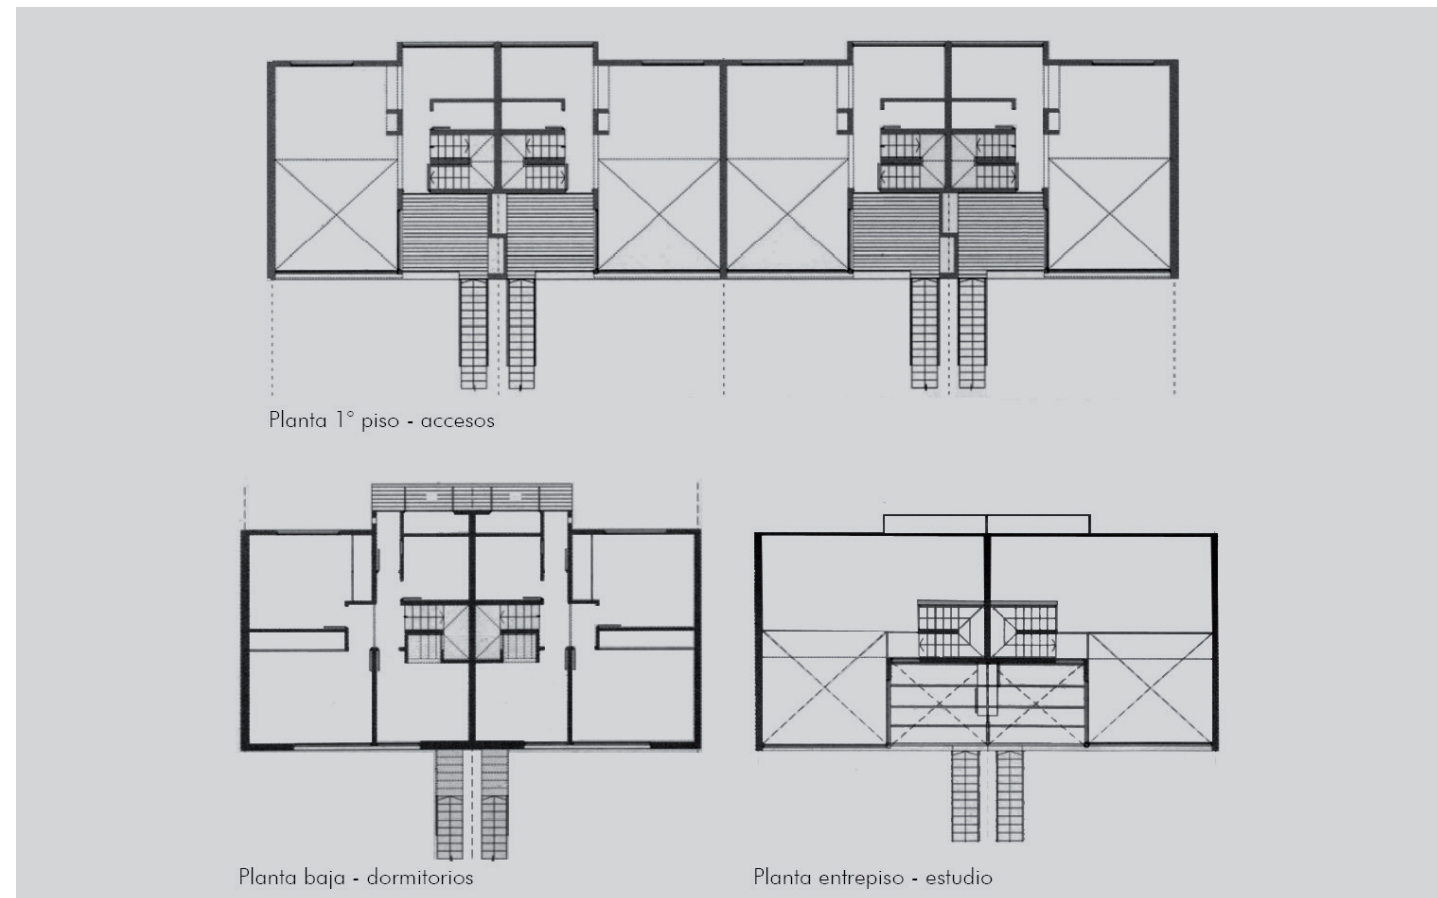 Planta 1° piso - accesos
Planta baja - dormitorios
Planta entrepiso - estudio